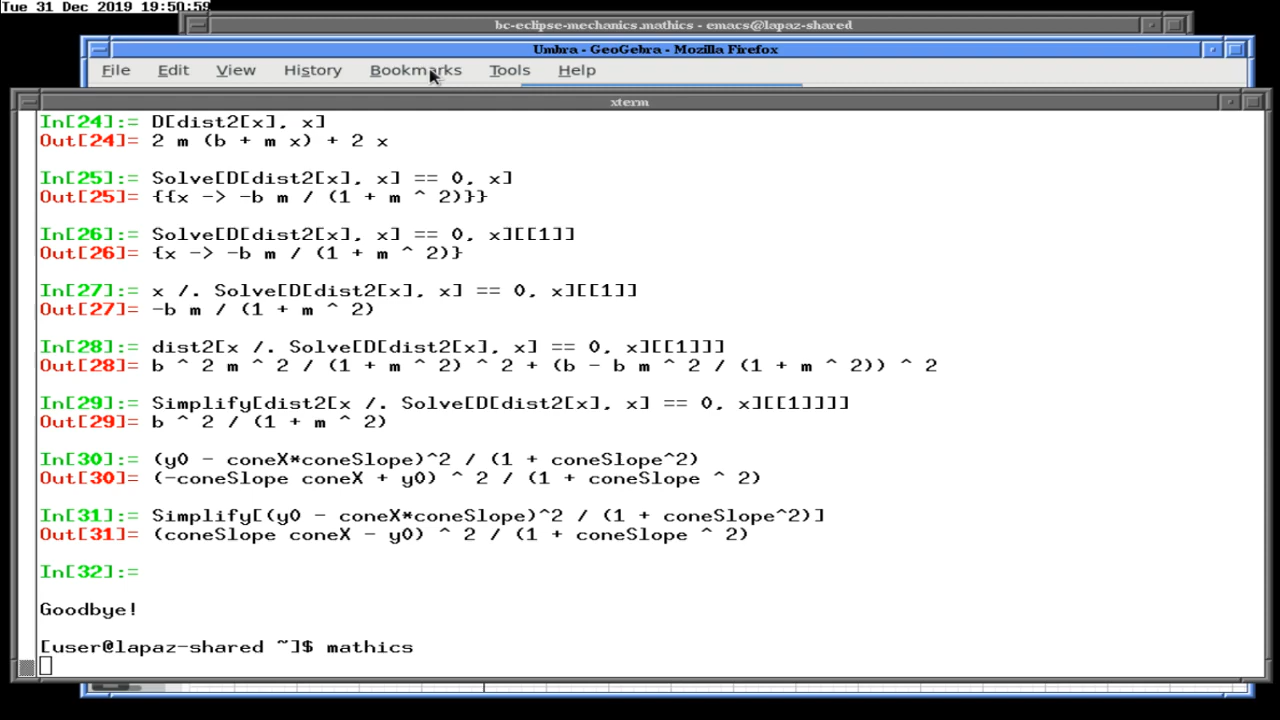 Tue 31 Dec 2019 19:50:59
bc-eclipse-mechanics.mathics - emacs@lapaz-shared
Umbra - GeoGebra - Mozilla Firefox
File Edit View History Bookmarks Tools Help
xterm
In[24]:= D[dist2[x], x]
Out[24]= 2 m (b + m x) + 2 x
In[25]:= Solve[D[dist2[x], x] == 0, x]
Out[25]= {{x -> -b m / (1 + m ^ 2)}}
In[26]:= Solve[D[dist2[x], x] == 0, x][[1]]
Out[26]= {x -> -b m / (1 + m ^ 2)}
In[27]:= x /. Solve[D[dist2[x], x] == 0, x][[1]]
Out[27]= -b m / (1 + m ^ 2)
In[28]:= dist2[x /. Solve[D[dist2[x], x] == 0, x][[1]]]
Out[28]= b ^ 2 m ^ 2 / (1 + m ^ 2) ^ 2 + (b - b m ^ 2 / (1 + m ^ 2)) ^ 2
In[29]:= Simplify[dist2[x /. Solve[D[dist2[x], x] == 0, x][[1]]]]
Out[29]= b ^ 2 / (1 + m ^ 2)
In[30]:= (y0 - coneX*coneSlope)^2 / (1 + coneSlope^2)
Out[30]= (-coneSlope coneX + y0) ^ 2 / (1 + coneSlope ^ 2)
In[31]:= Simplify[(y0 - coneX*coneSlope)^2 / (1 + coneSlope^2)]
Out[31]= (coneSlope coneX - y0) ^ 2 / (1 + coneSlope ^ 2)
In[32]:=
Goodbye!
[user@lapaz-shared ~]$ mathics